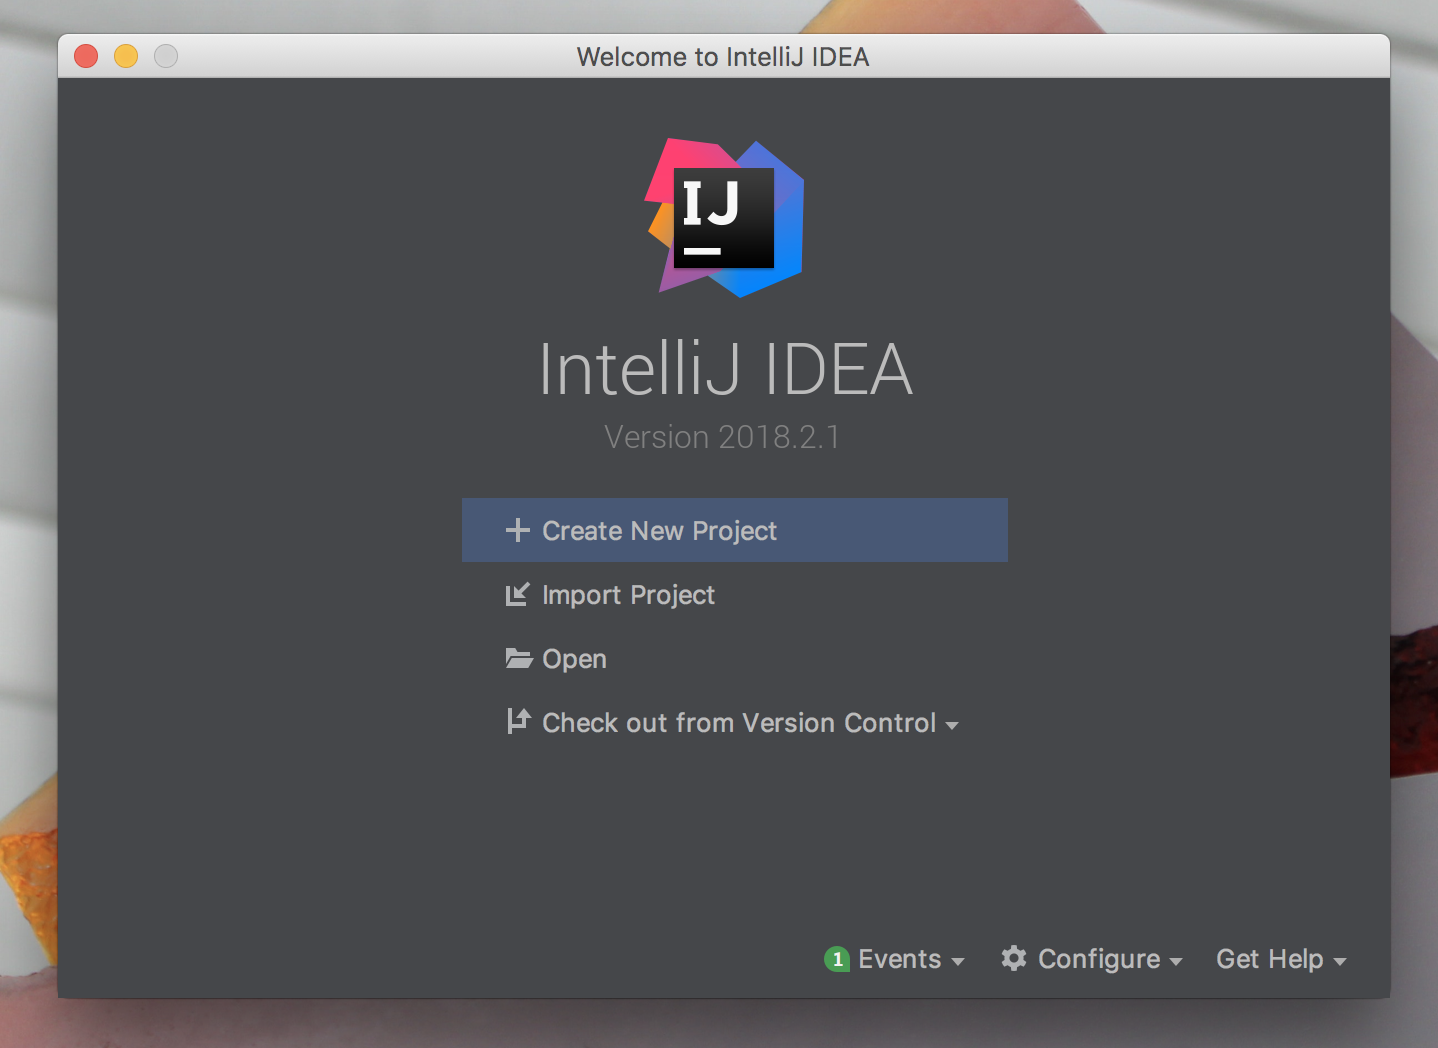 Welcome to IntelliJ IDEA
IJ
IntelliJ IDEA
Version 2018.2.1
Create New Project
Import Project
Open
Check out from Version Control
1 Events Configure Get Help